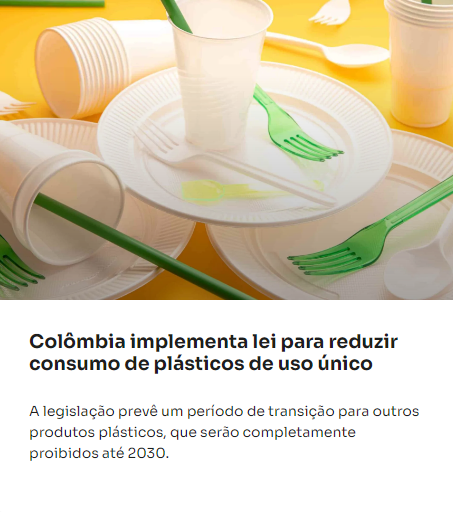 Colômbia implementa lei para reduzir
consumo de plásticos de uso único
A legislação prevê um período de transição para outros
produtos plásticos, que serão completamente
proibidos até 2030.